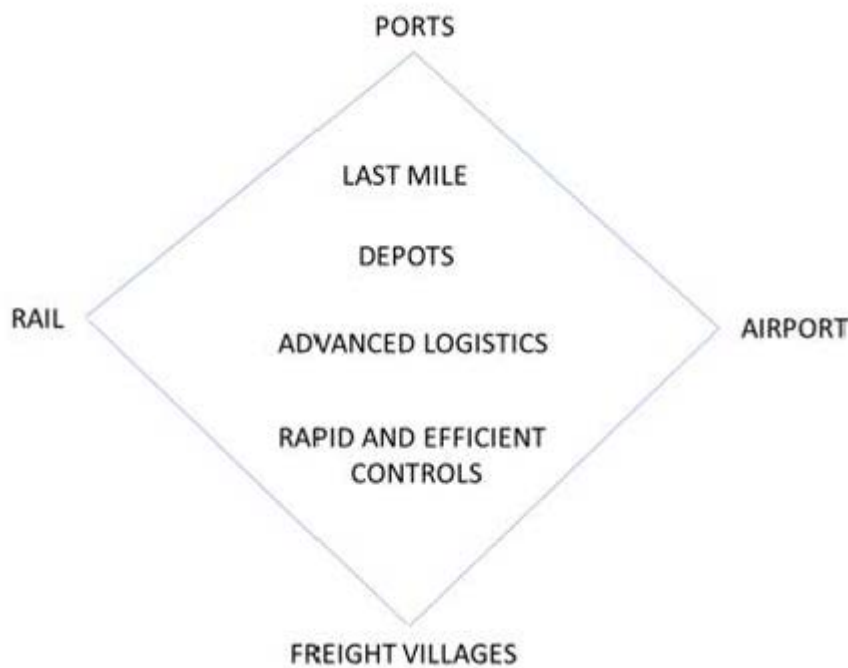 PORTS
LAST MILE
DEPOTS
RAIL
ADVANCED LOGISTICS
AIRPORT
RAPID AND EFFICIENT
CONTROLS
FREIGHT VILLAGES